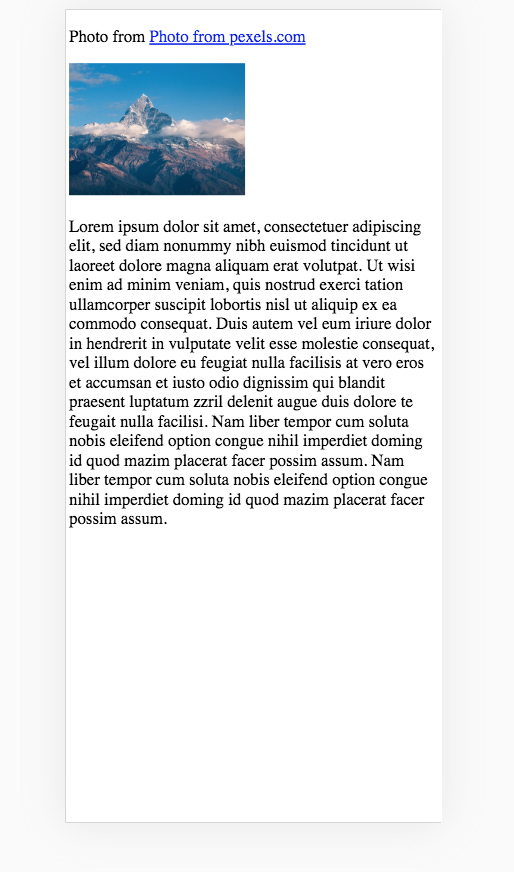 Photo from Photo from pexels.com
Lorem ipsum dolor sit amet, consectetuer adipiscing
elit, sed diam nonummy nibh euismod tincidunt ut
laoreet dolore magna aliquam erat volutpat. Ut wisi
enim ad minim veniam, quis nostrud exerci tation
ullamcorper suscipit lobortis nisl ut aliquip ex ea
commodo consequat. Duis autem vel eum iriure dolor
in hendrerit in vulputate velit esse molestie consequat,
vel illum dolore eu feugiat nulla facilisis at vero eros
et accumsan et iusto odio dignissim qui blandit
praesent luptatum zzril delenit augue duis dolore te
feugait nulla facilisi. Nam liber tempor cum soluta
nobis eleifend option congue nihil imperdiet doming
id quod mazim placerat facer possim assum. Nam
liber tempor cum soluta nobis eleifend option congue
nihil imperdiet doming id quod mazim placerat facer
possim assum.